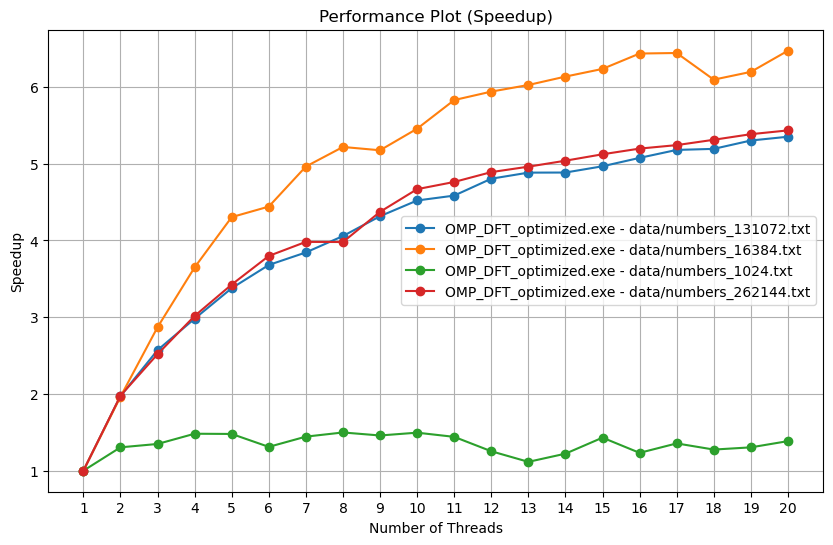 Performance Plot (Speedup)
Speedup
6
5
4
3
2
1
OMP_DFT_optimized.exe - data/numbers_131072.txt
OMP_DFT_optimized.exe - data/numbers_16384.txt
OMP_DFT_optimized.exe - data/numbers_1024.txt
OMP_DFT_optimized.exe - data/numbers_262144.txt
1 2 3 4 5 6 7 8 9 10 11 12 13 14 15 16 17 18 19 20
Number of Threads